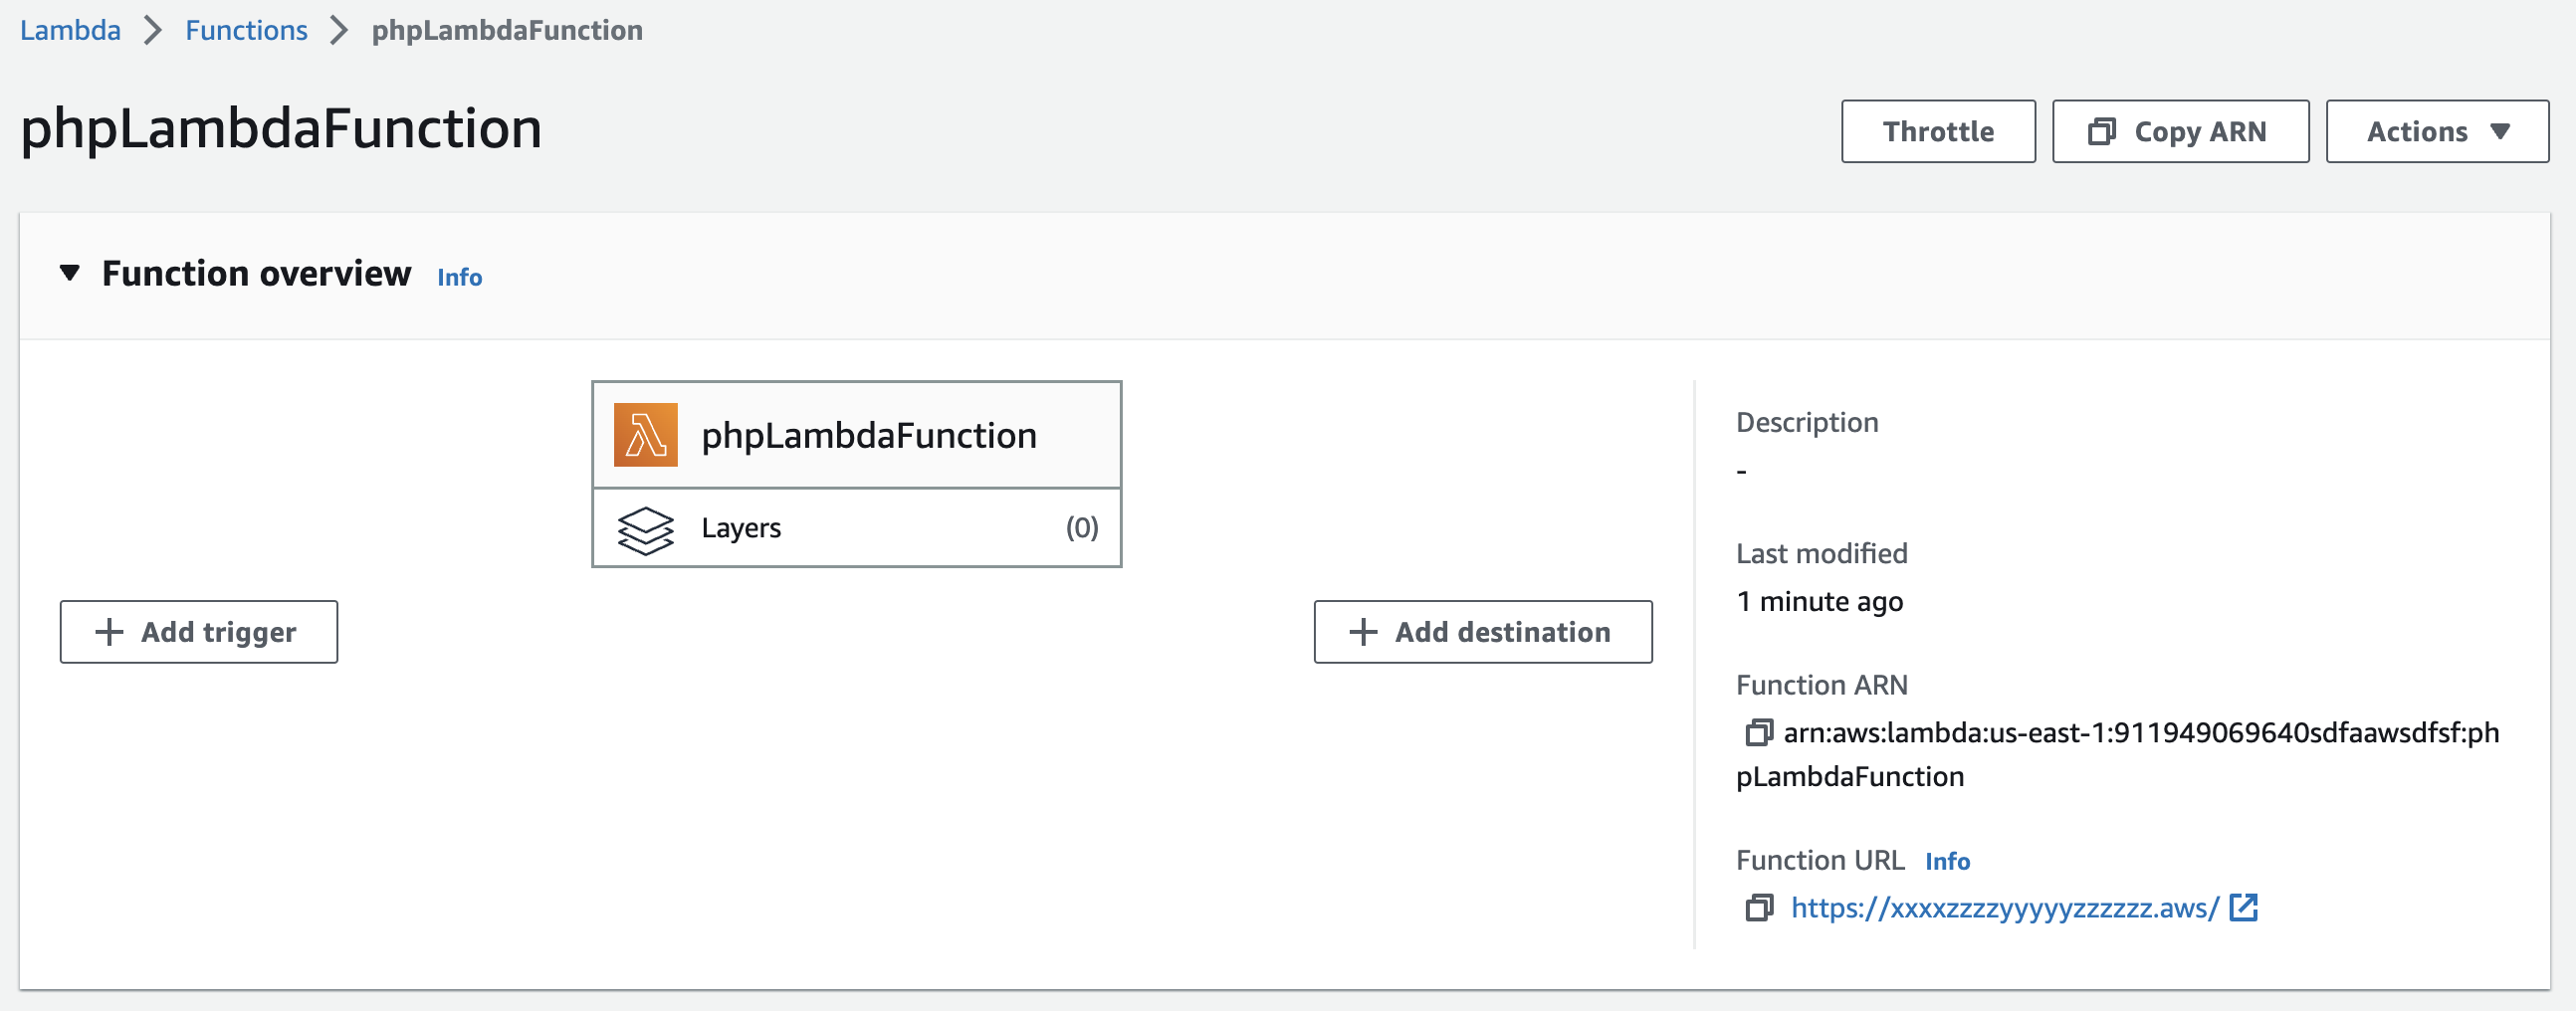 Lambda > Functions > phpLambdaFunction
phpLambdaFunction
Throttle
Copy ARN
Actions
Function overview Info
phpLambdaFunction
Layers (0)
+ Add trigger
+ Add destination
Description
-
Last modified
1 minute ago
Function ARN
arn:aws:lambda:us-east-1:911949069640sdfaawsdfsf:ph
pLambdaFunction
Function URL Info
https://xxxxzzzzyyyyyzzzzzz.aws/